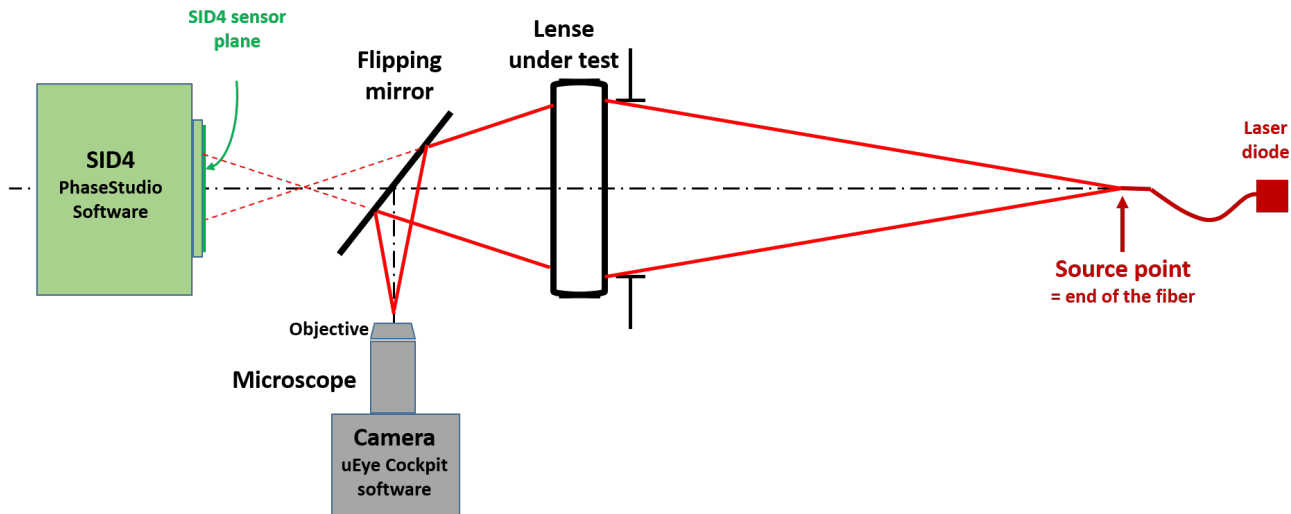 SID4 sensor
plane
Flipping
mirror
Lense
under test
Laser
diode
SID4
PhaseStudio
Software
Source point
= end of the fiber
Objective
Microscope
Camera
uEye Cockpit
software